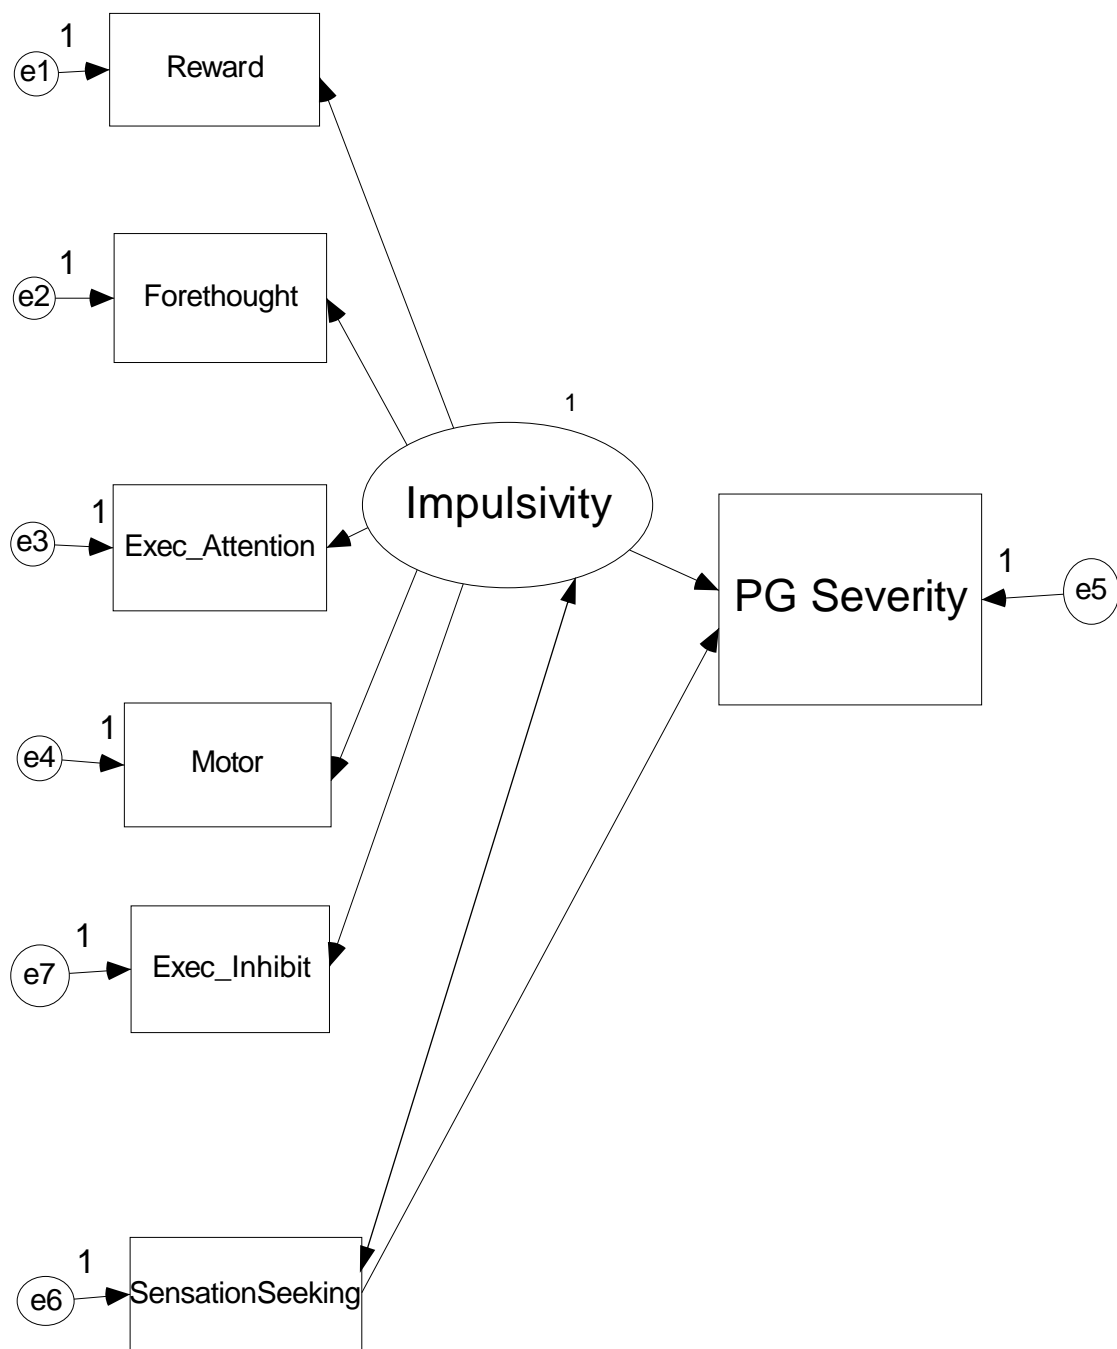 1
e1
Reward
1
e2
Forethought
1
Impulsivity
1
e3
Exec_Attention
PG Severity
1
e5
1
e4
Motor
1
e7
Exec_Inhibit
1
e6
SensationSeeking